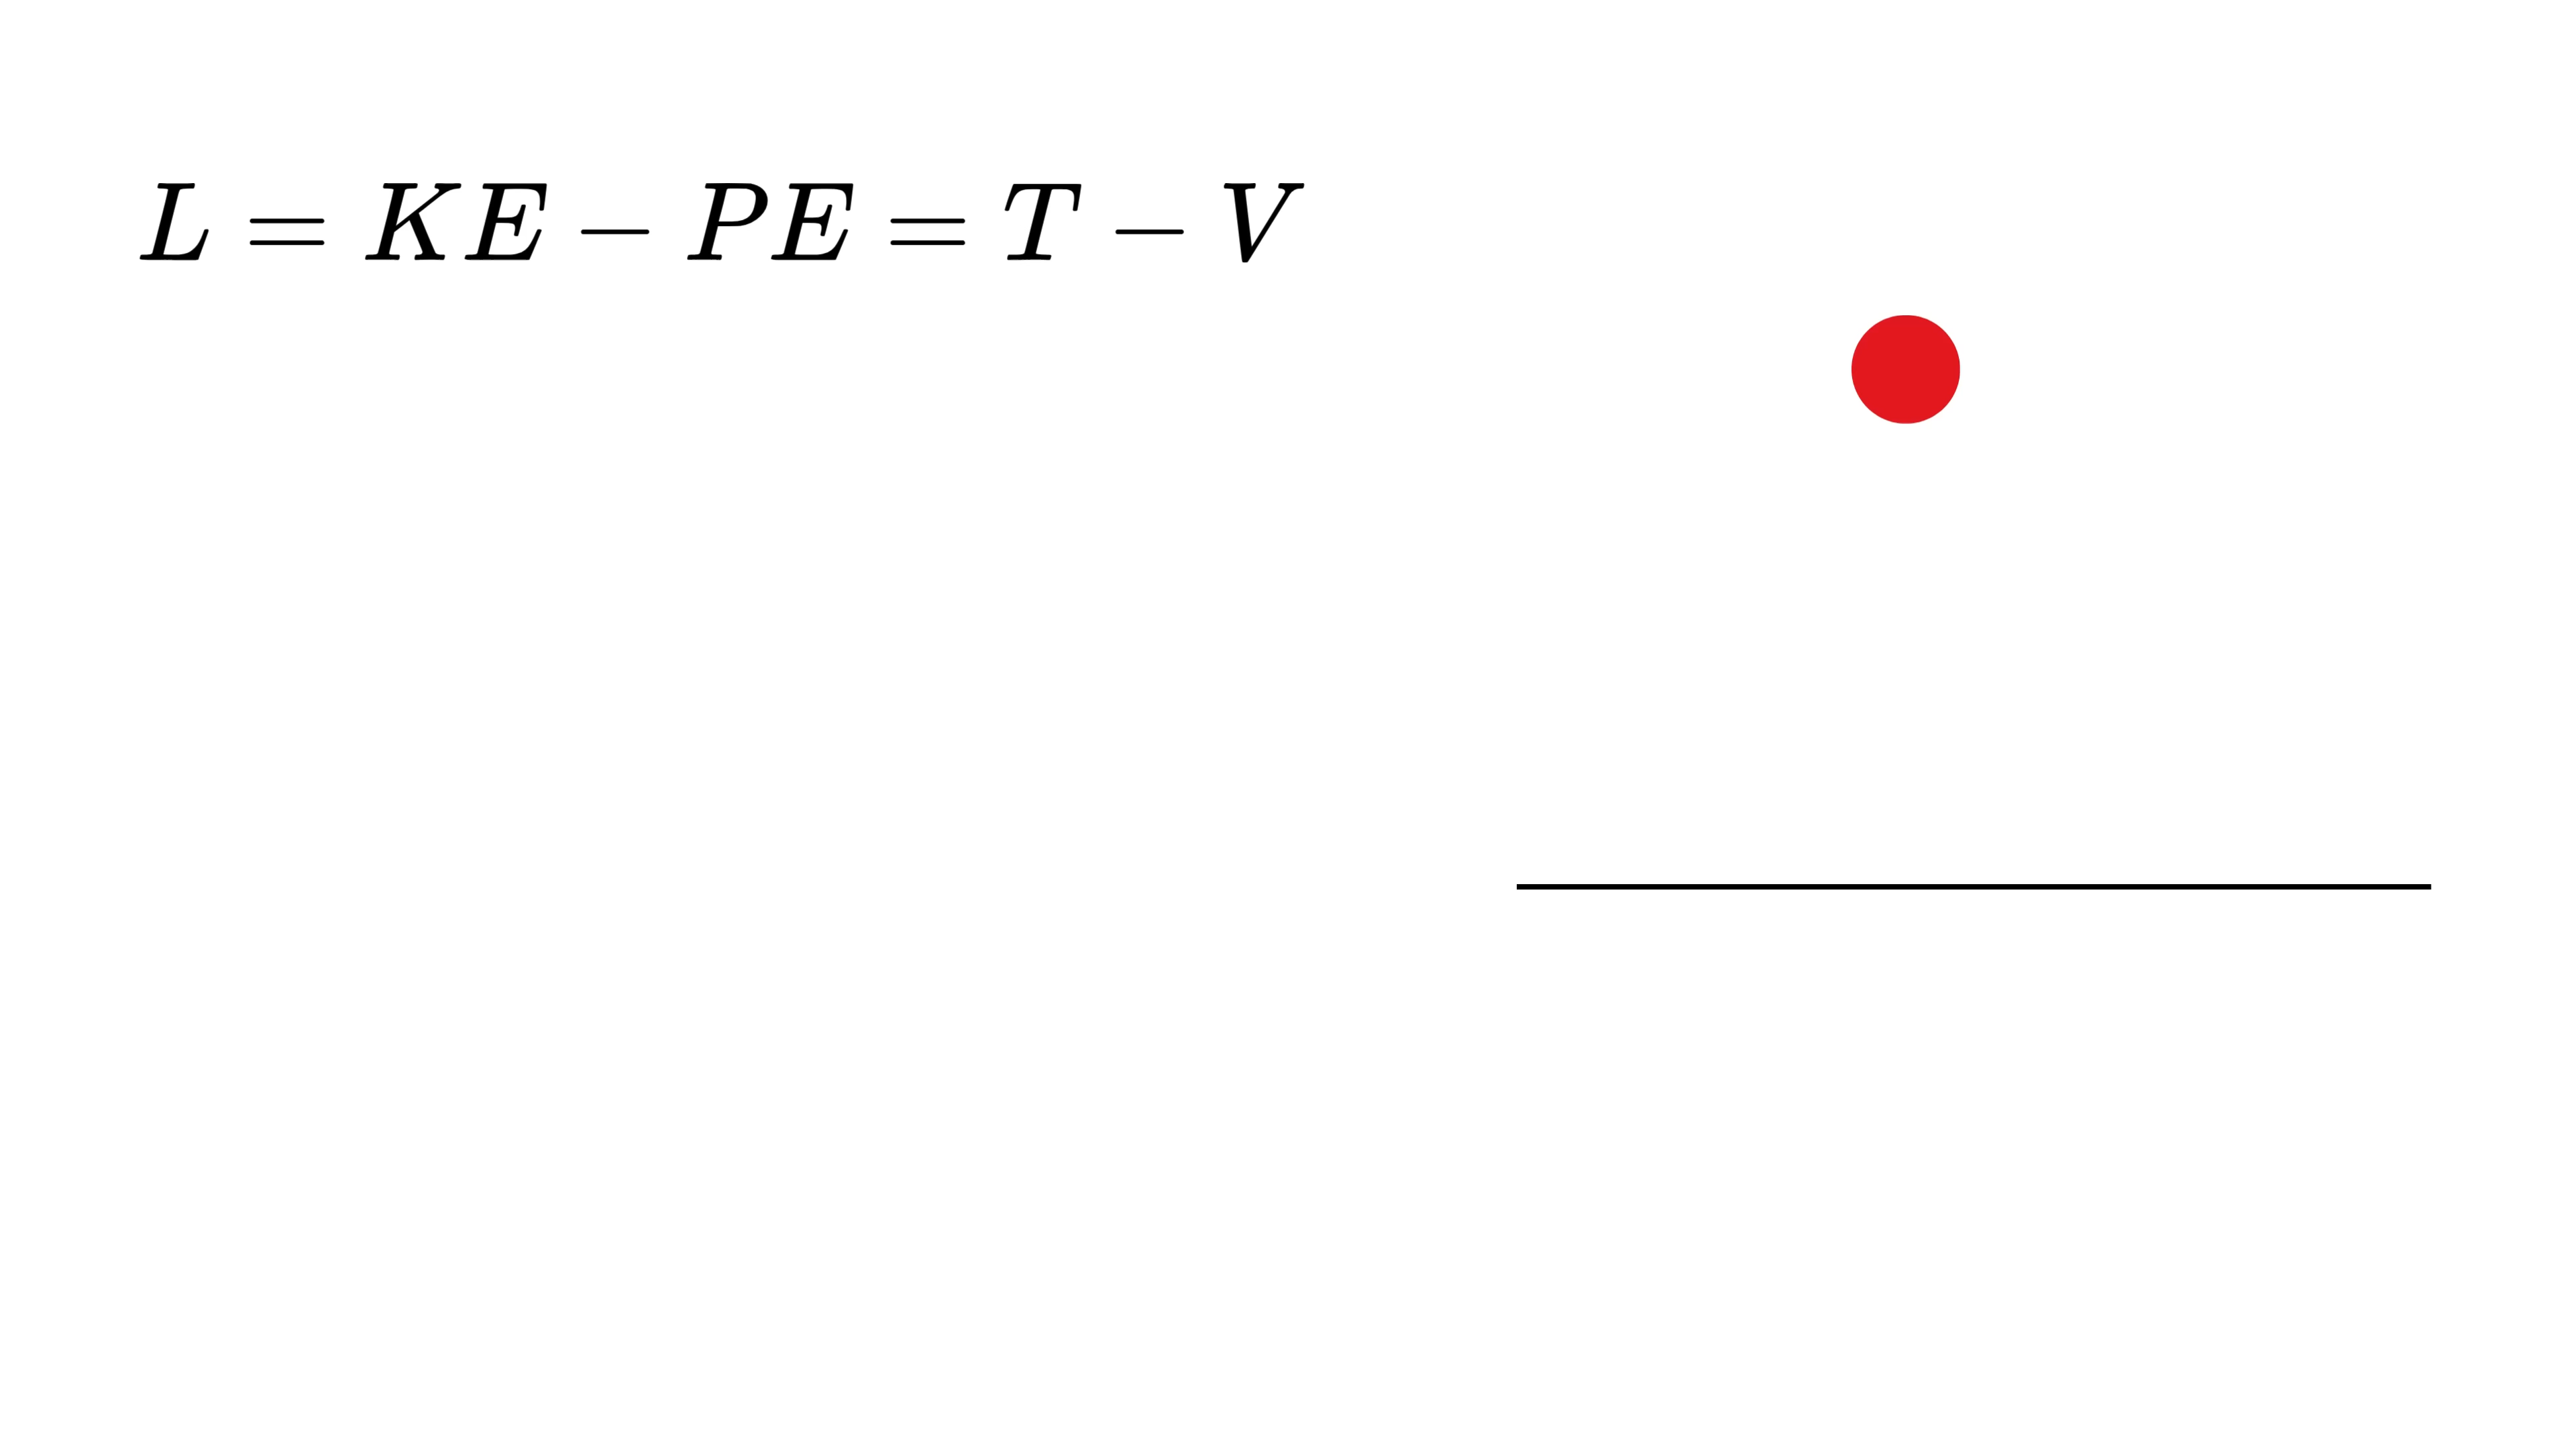 L = KE − PE = T − V